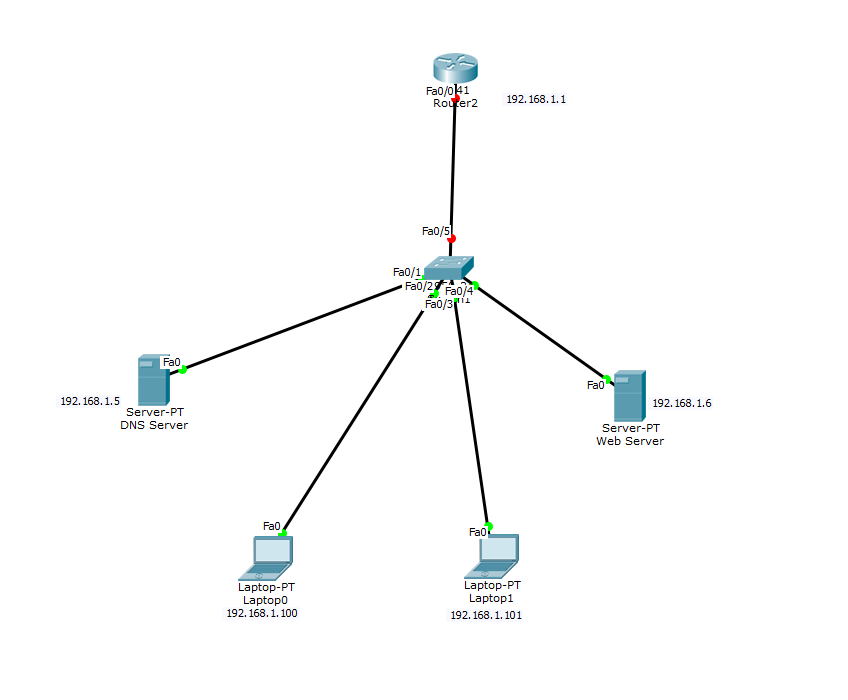 Fa0/0
41
Router2
192.168.1.1
Fa0/5
Fa0/1
Fa0/2
Fa0/4
Fa0/3
Fa0
192.168.1.5
Server-PT
DNS Server
Fa0
192.168.1.6
Server-PT
Web Server
Fa0
Laptop-PT
Laptop0
192.168.1.100
Fa0
Laptop-PT
Laptop1
192.168.1.101